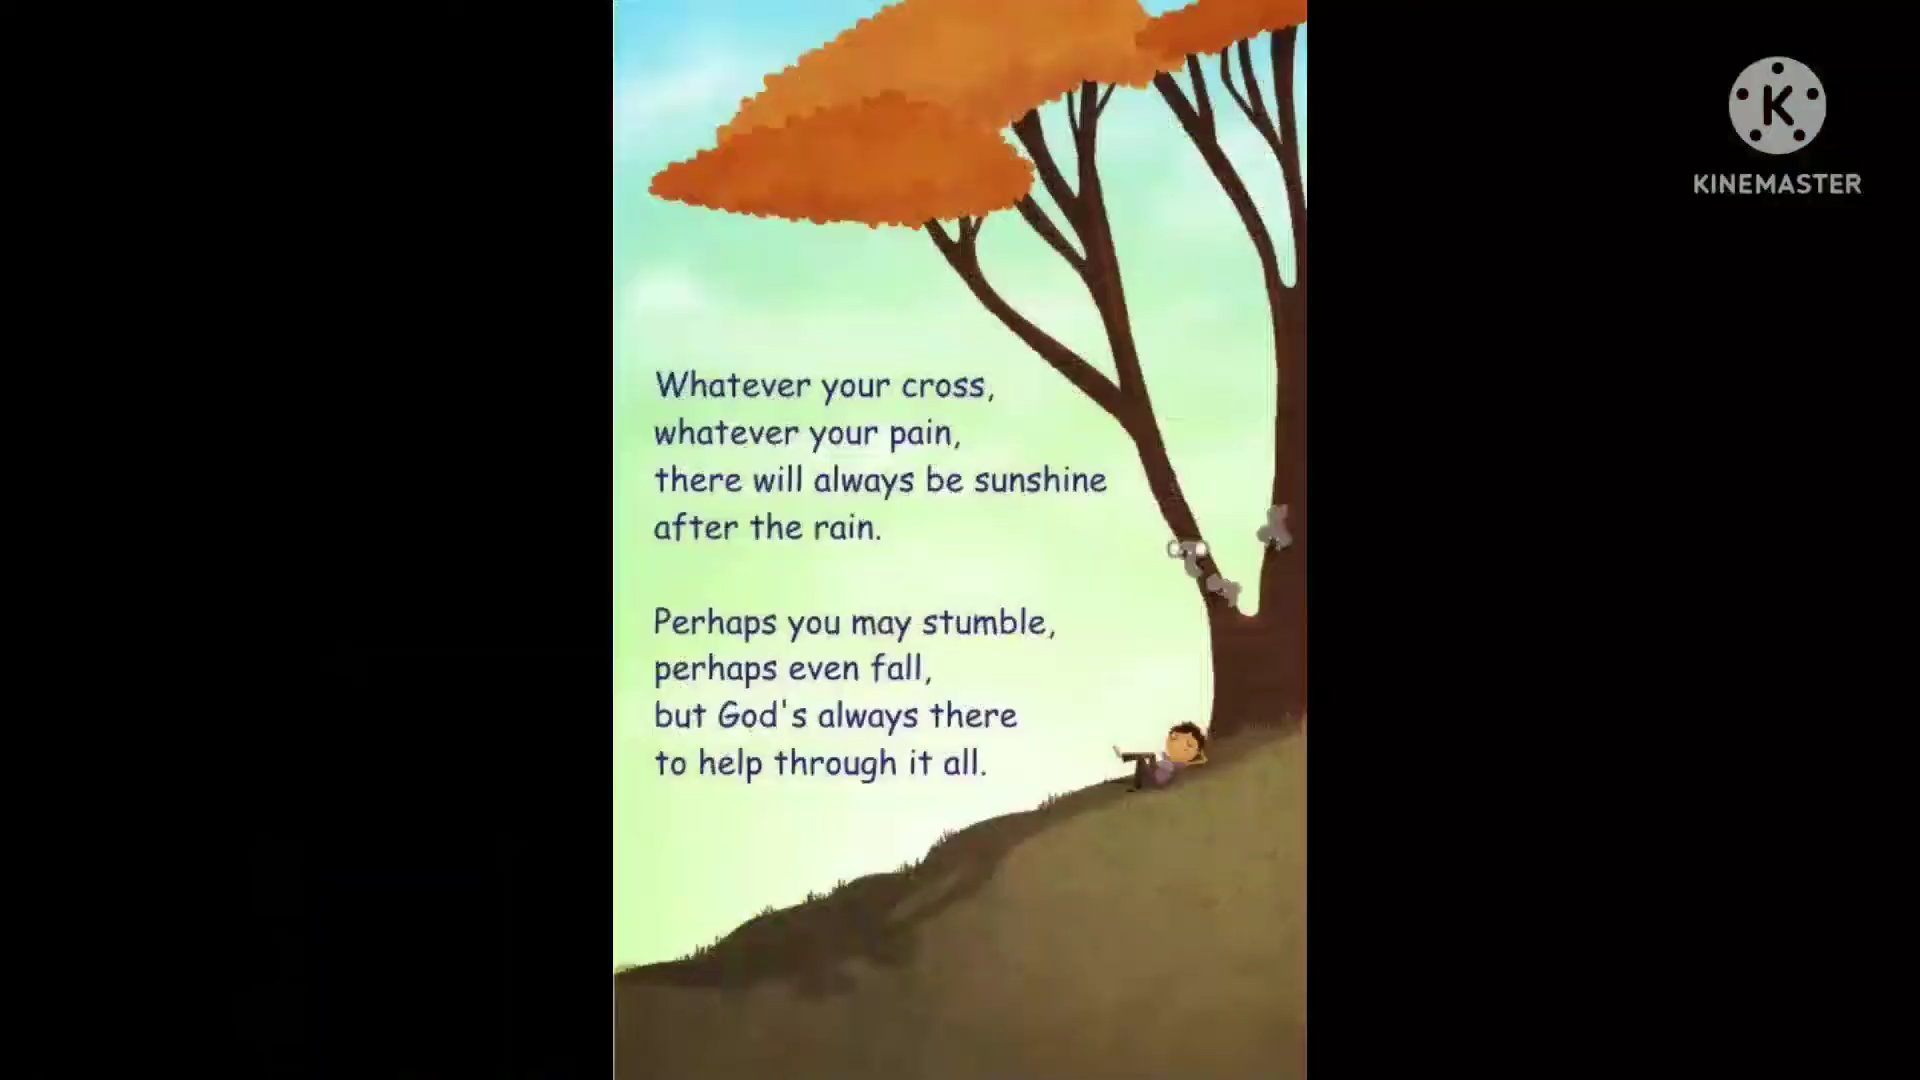 Whatever your cross,
whatever your pain,
there will always be sunshine
after the rain.
Perhaps you may stumble,
perhaps even fall,
but God's always there
to help through it all.
K
KINEMASTER